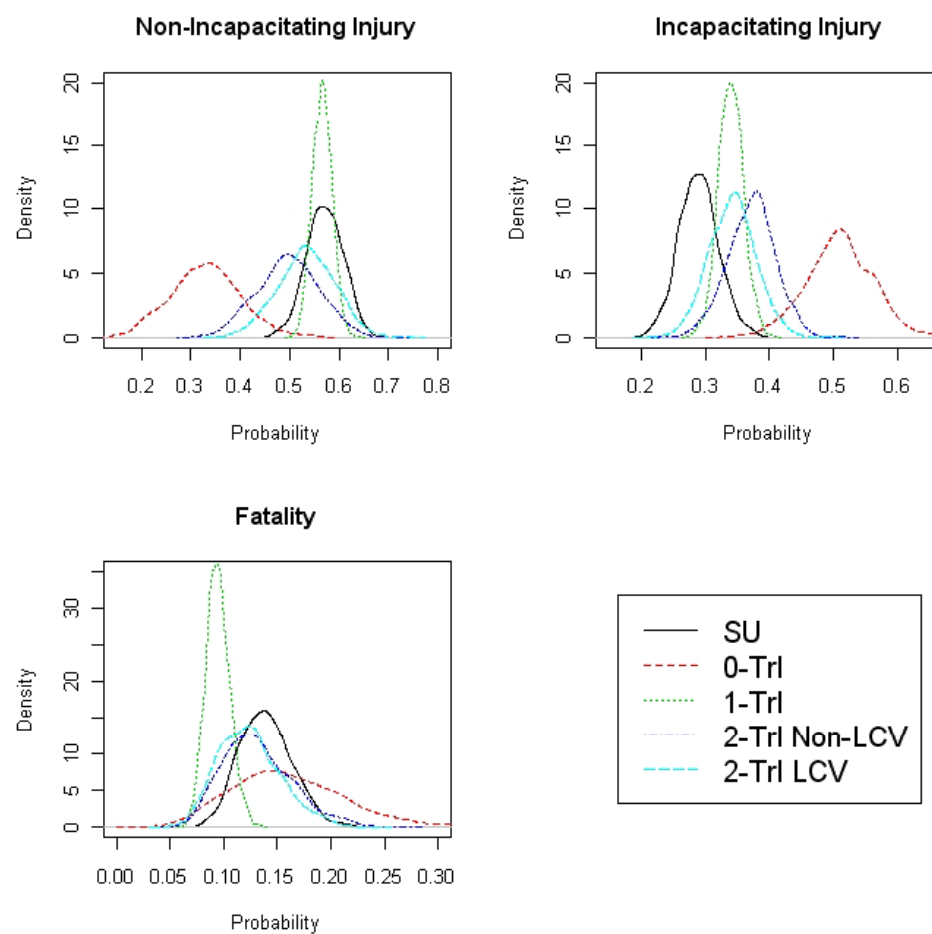 Non-Incapacitating Injury
Density
0 5 10 15 20
0.2 0.3 0.4 0.5 0.6 0.7 0.8
Probability
Incapacitating Injury
Density
0 5 10 15 20
0.2 0.3 0.4 0.5 0.6
Probability
Fatality
Density
0 5 10 20 30
0.00 0.05 0.10 0.15 0.20 0.25 0.30
Probability
SU
0-Trl
1-Trl
2-Trl Non-LCV
2-Trl LCV